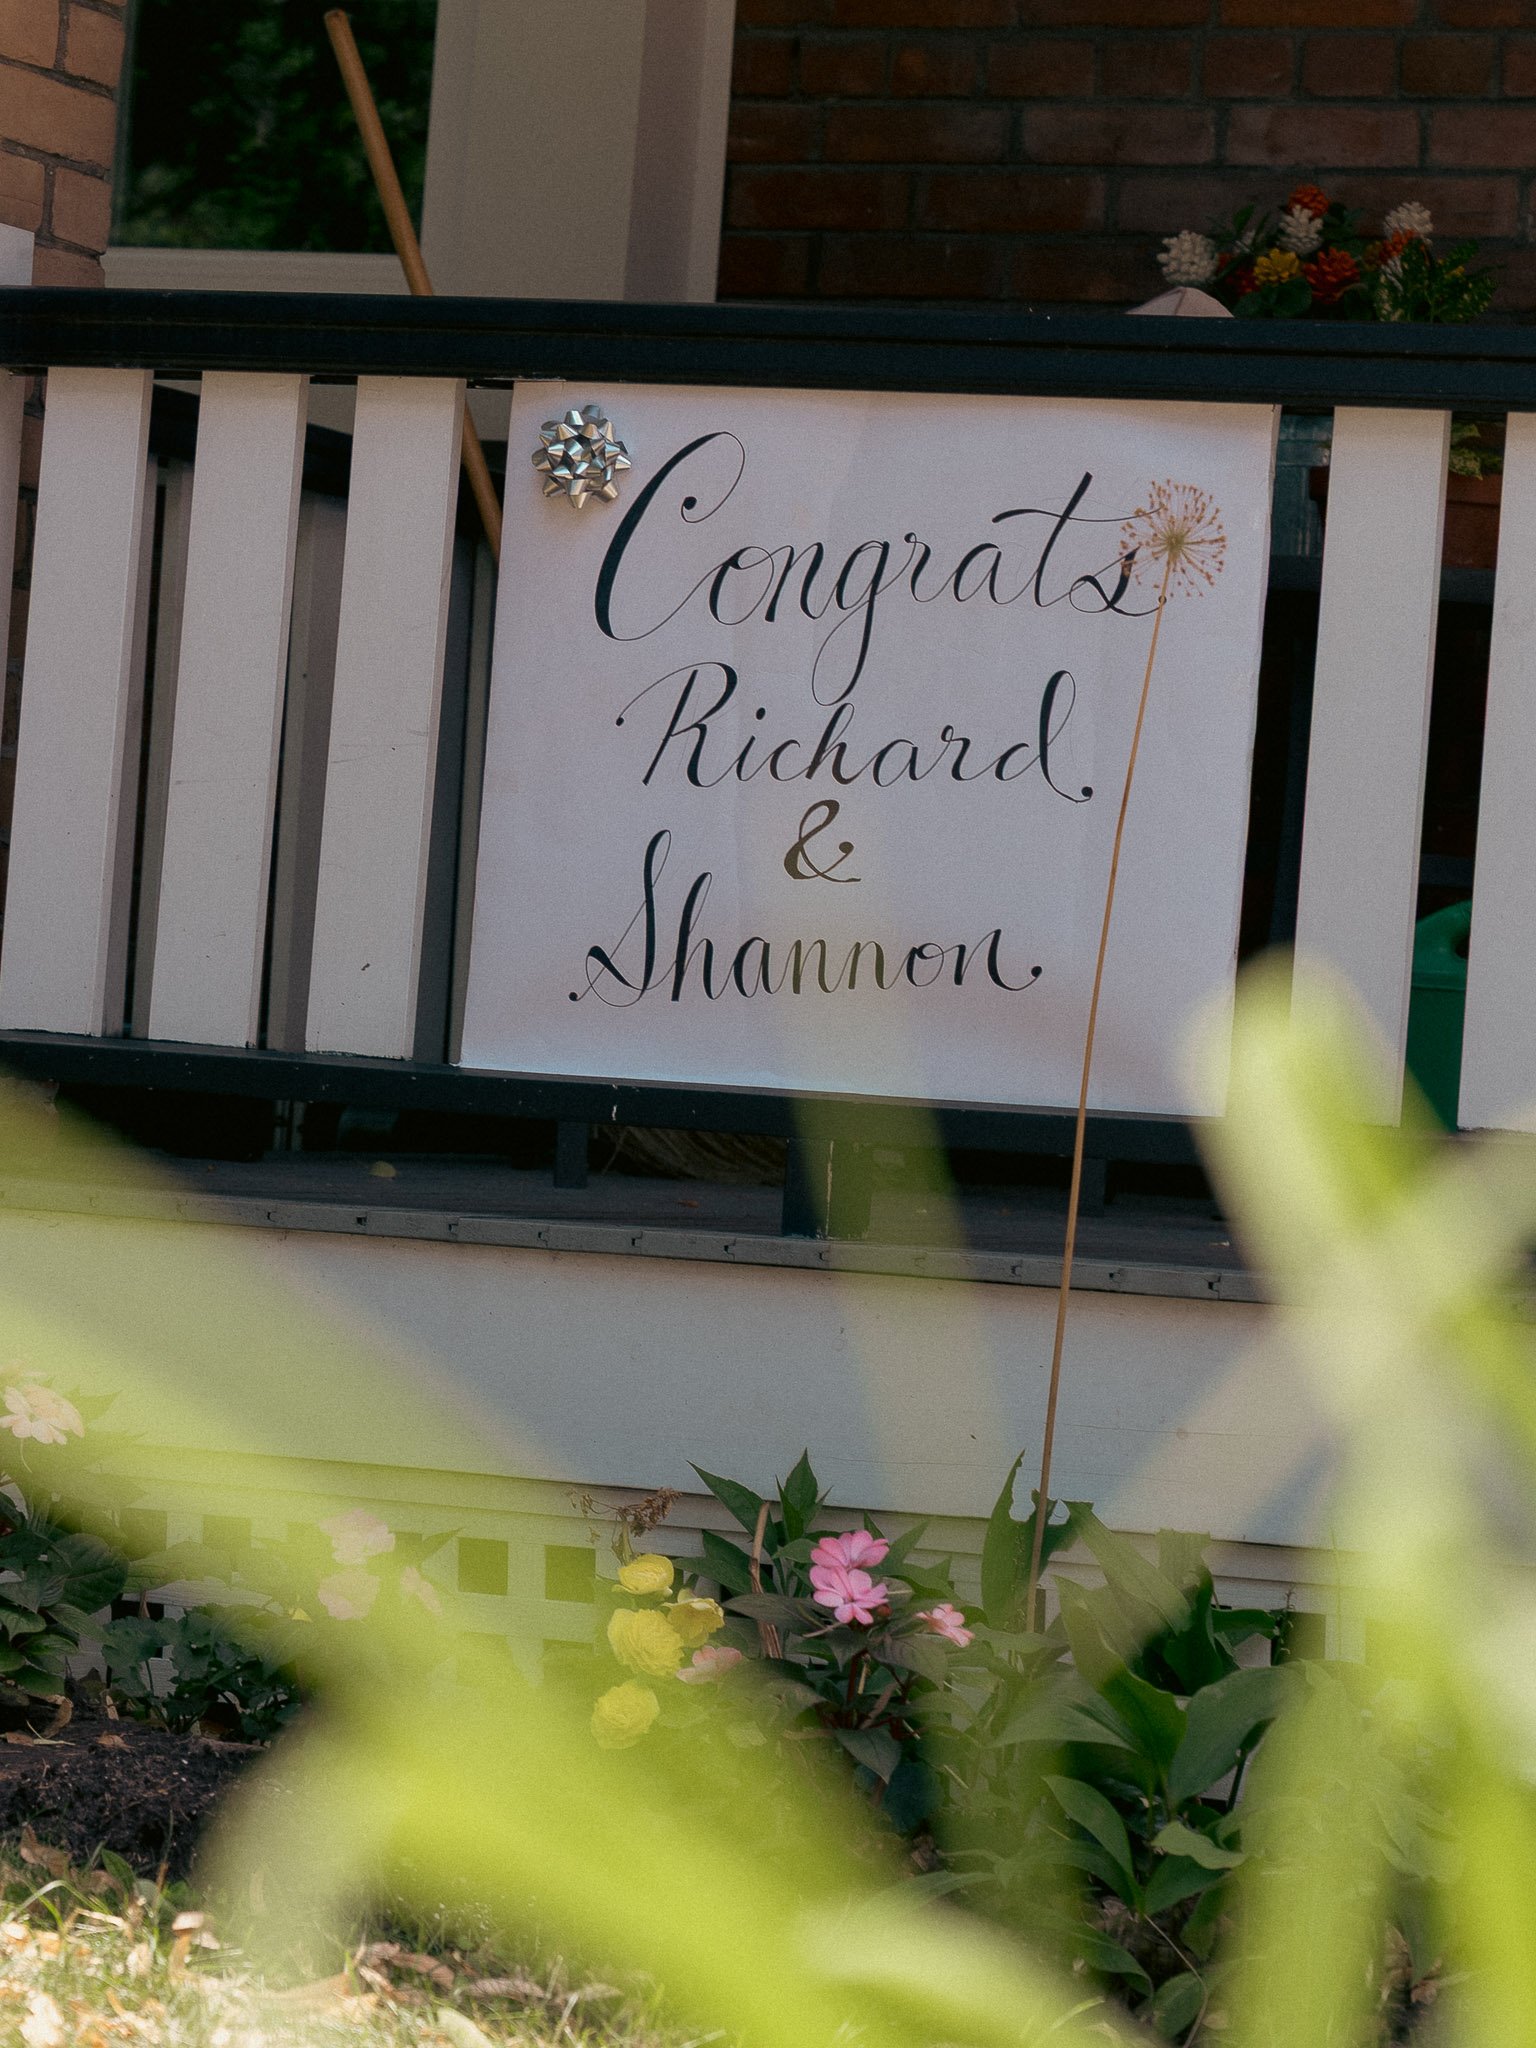 Congrats
Richard
&
Shannon